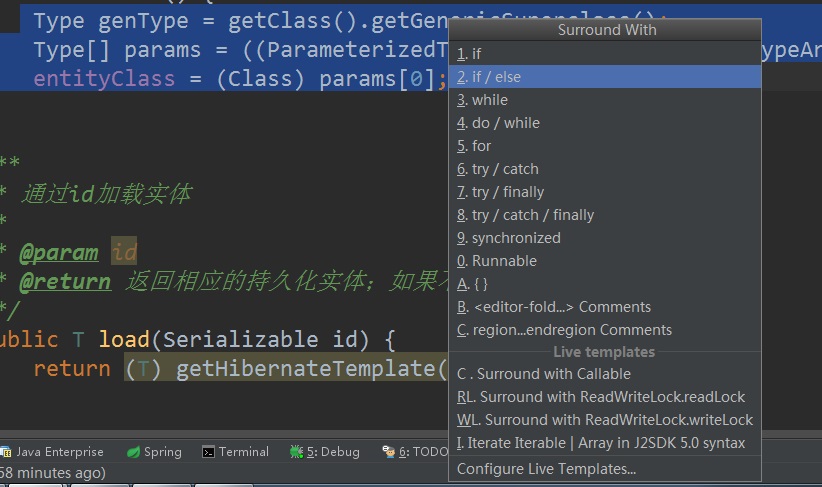 () {
Type genType = getClass().getGenericSuperclass();
Surround With
Type[] params = ((ParameterizedT
ypeAr
entityClass = (Class) params[0];
1. if
2. if / else
3. while
4. do / while
5. for
6. try / catch
7. try / finally
8. try / catch / finally
9. synchronized
0. Runnable
A. { }
B. <editor-fold...> Comments
C. region...endregion Comments
Live templates
C . Surround with Callable
RL. Surround with ReadWriteLock.readLock
WL. Surround with ReadWriteLock.writeLock
I. Iterate Iterable | Array in J2SDK 5.0 syntax
Configure Live Templates...
**
* 通过id加载实体
*
* @param id
* @return 返回相应的持久化实体；如果
*/
ublic T load(Serializable id) {
return (T) getHibernateTemplate(
Java Enterprise
Spring
Terminal
5: Debug
6: TODO
58 minutes ago)